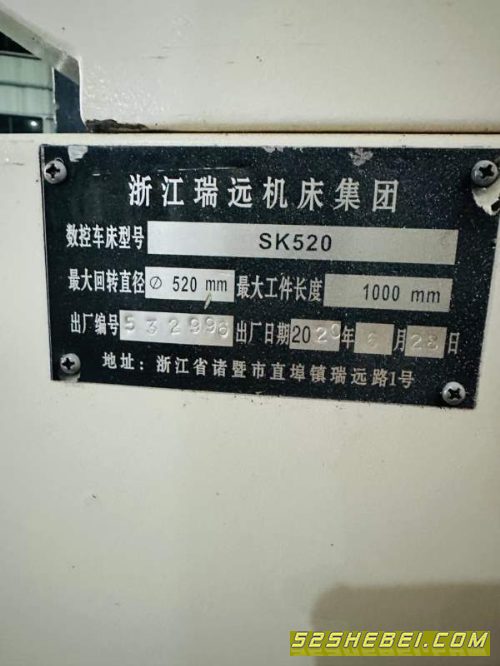 浙江瑞远机床集团
数控车床型号 SK520
最大回转直径 ∅ 520 mm 最大工件长度 1000 mm
出厂编号 532996 出厂日期 2020年 6月 28日
地址：浙江省诸暨市直埠镇瑞远路1号
52SHEBEI.COM